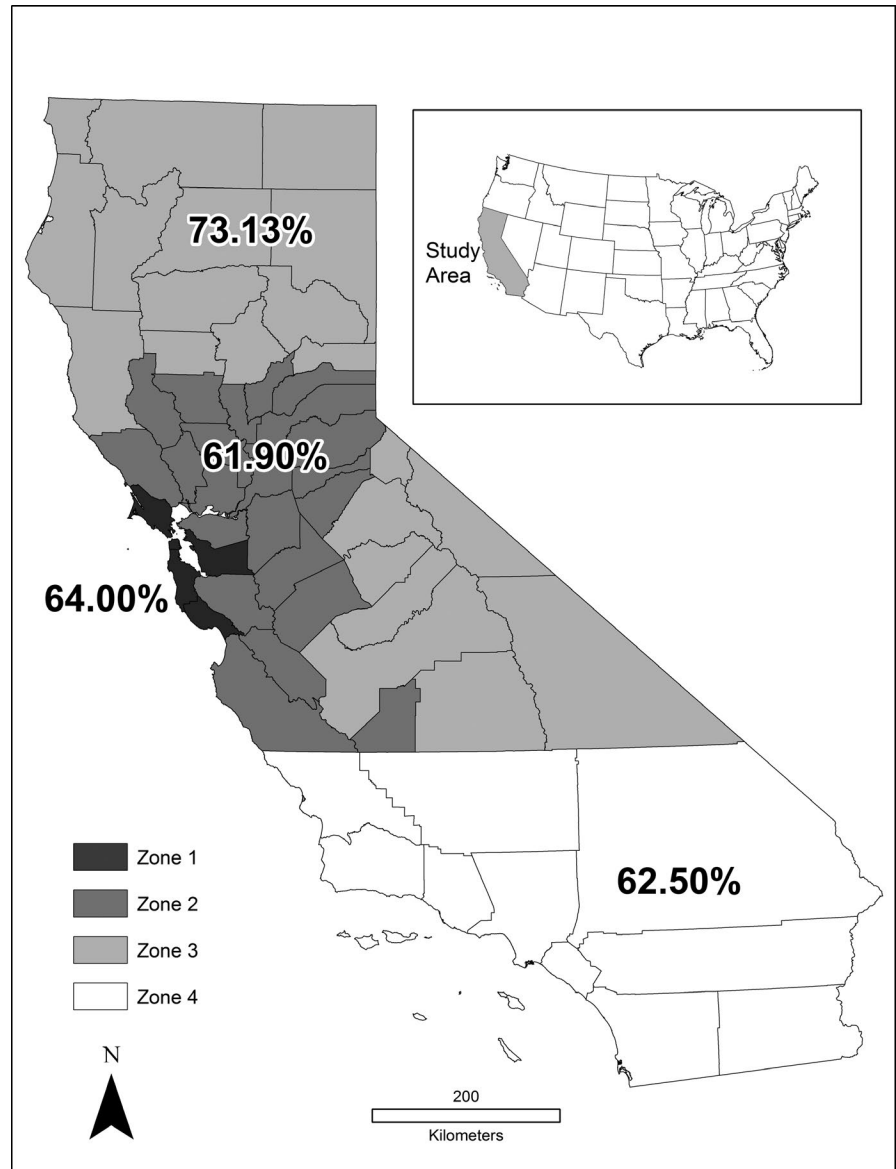 73.13%
Study
Area
61.90%
64.00%
62.50%
Zone 1
Zone 2
Zone 3
Zone 4
N
200
Kilometers